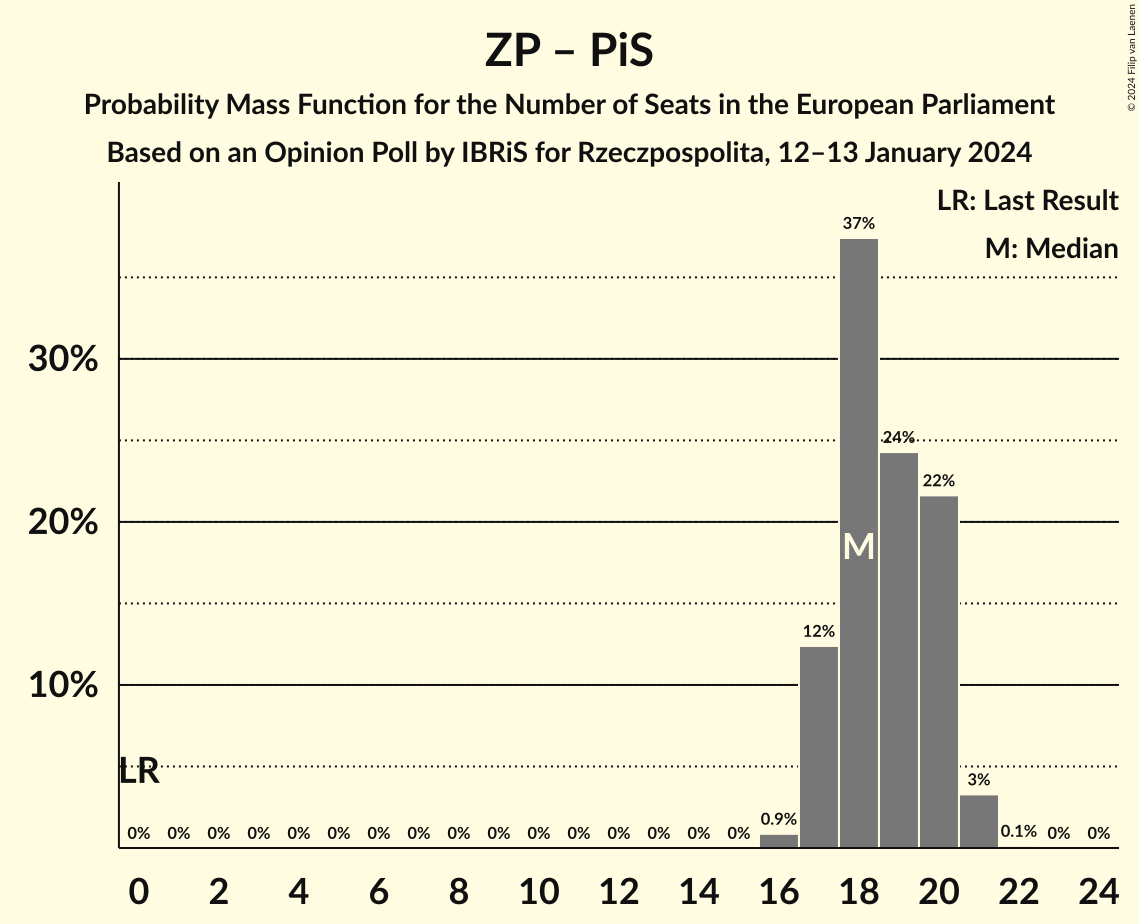 ZP – PiS
Probability Mass Function for the Number of Seats in the European Parliament
Based on an Opinion Poll by IBRiS for Rzeczpospolita, 12–13 January 2024
© 2024 Filip van Laenen
LR: Last Result
M: Median
37%
30%
24%
22%
20%
M
12%
10%
LR
3%
0% 0% 0% 0% 0% 0% 0% 0% 0% 0% 0% 0% 0% 0% 0% 0% 0.9% 0.1% 0% 0%
0 2 4 6 8 10 12 14 16 18 20 22 24